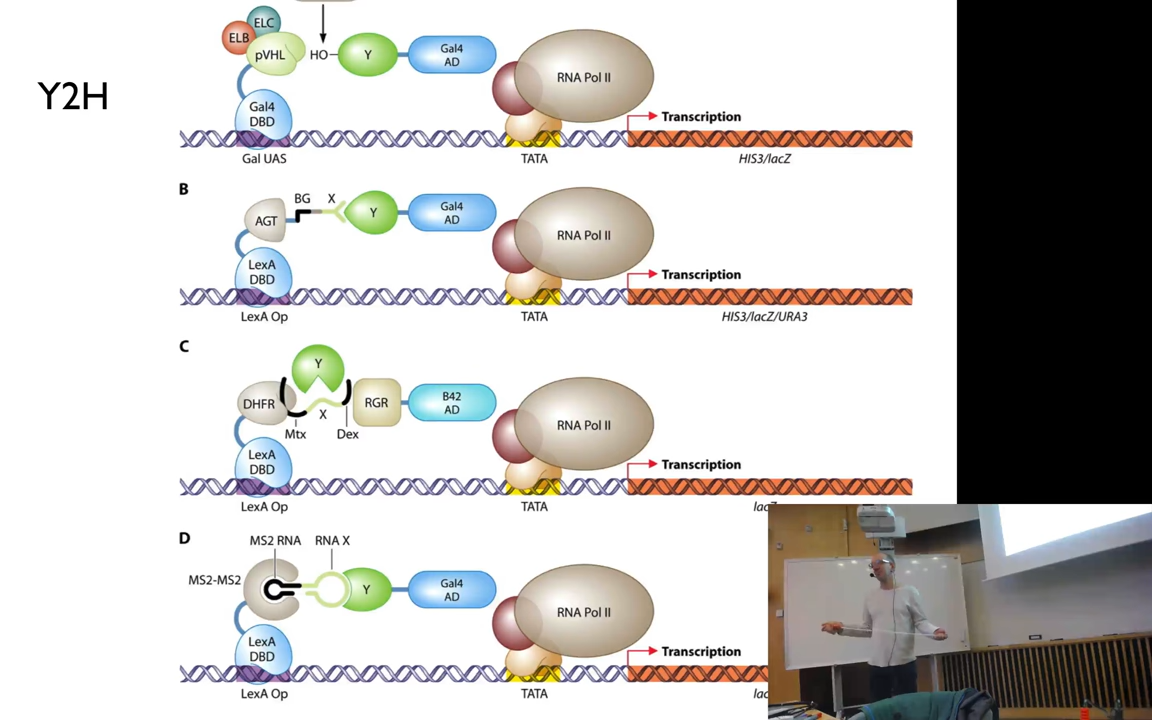 Y2H
ELC
ELB
pVHL
HO
Y
Gal4
AD
RNA Pol II
Gal4
DBD
Transcription
Gal UAS
TATA
HIS3/lacZ
B
BG
X
AGT
Y
Gal4
AD
RNA Pol II
LexA
DBD
Transcription
LexA Op
TATA
HIS3/lacZ/URA3
C
Y
DHFR
X
RGR
B42
AD
RNA Pol II
Mtx
Dex
LexA
DBD
Transcription
LexA Op
TATA
lacZ
D
MS2 RNA
RNA X
MS2-MS2
Y
Gal4
AD
RNA Pol II
LexA
DBD
Transcription
LexA Op
TATA
lac